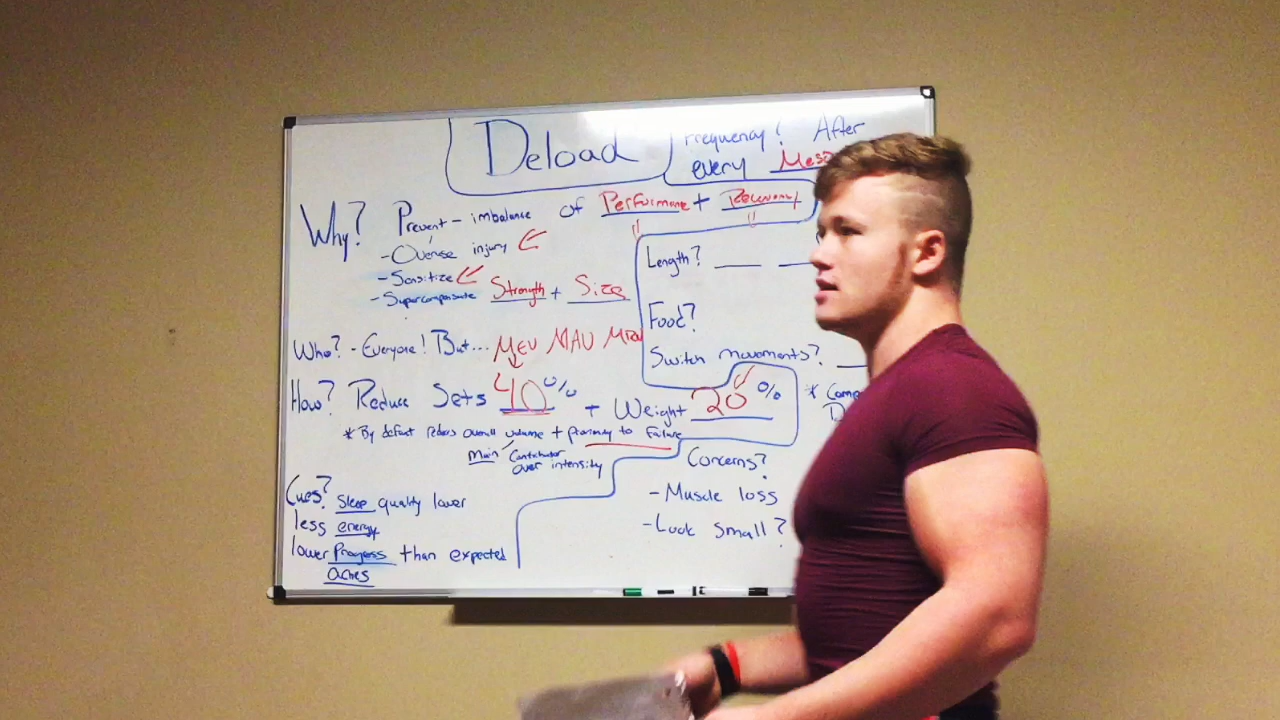 Deload
Frequency? After
every Meso
Why? Prevent - imbalance of Performance + Recovery
- Overuse injury
- Sensitize
- Supercompensate Strength + Size
Who? - Everyone! But... MEV MAV MRV
How? Reduce Sets 40% + Weight 20%
* By default reduces overall volume + proximity to failure
Main Contributor
over intensity
Cues? Sleep quality lower
less energy
lower Progress than expected
Aches
Length?
Food?
Switch movements?
Concerns?
- Muscle loss
- Look small?